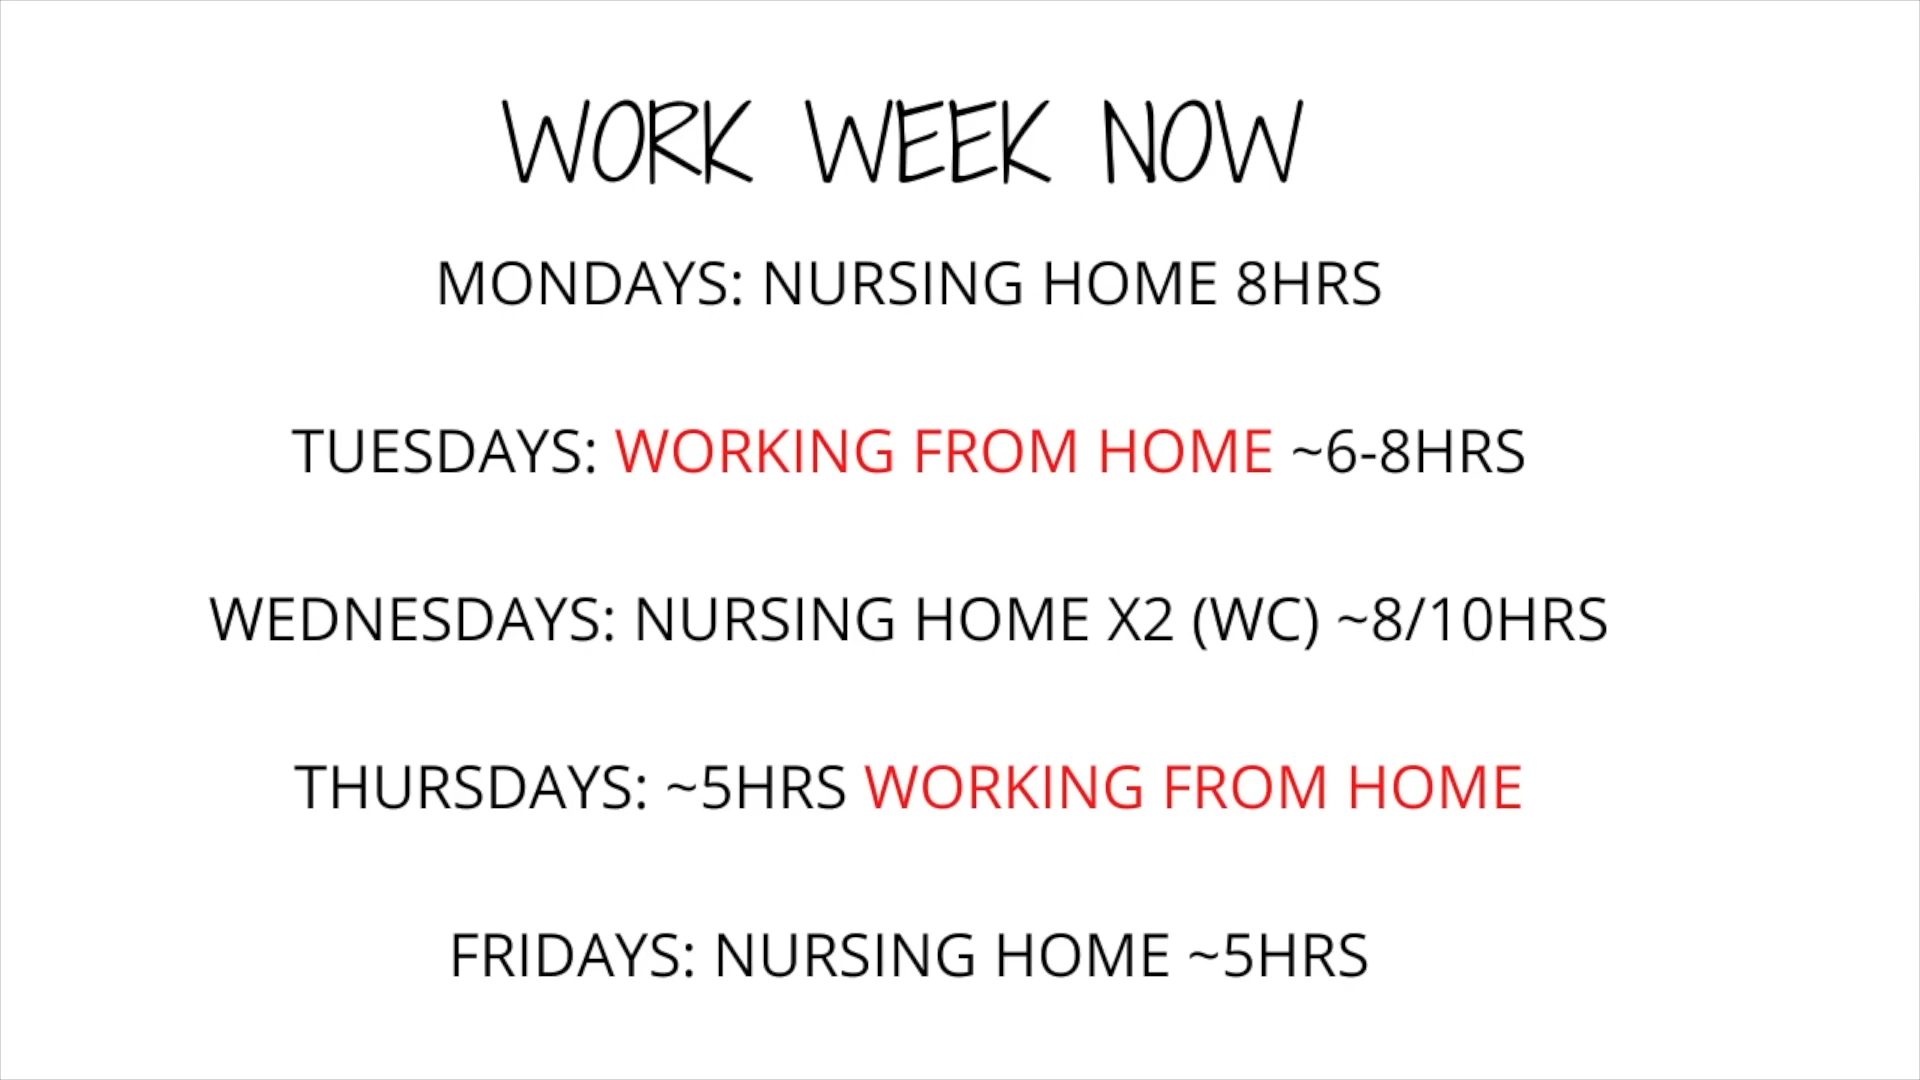 WORK WEEK NOW
MONDAYS: NURSING HOME 8HRS
TUESDAYS: WORKING FROM HOME ~6-8HRS
WEDNESDAYS: NURSING HOME X2 (WC) ~8/10HRS
THURSDAYS: ~5HRS WORKING FROM HOME
FRIDAYS: NURSING HOME ~5HRS